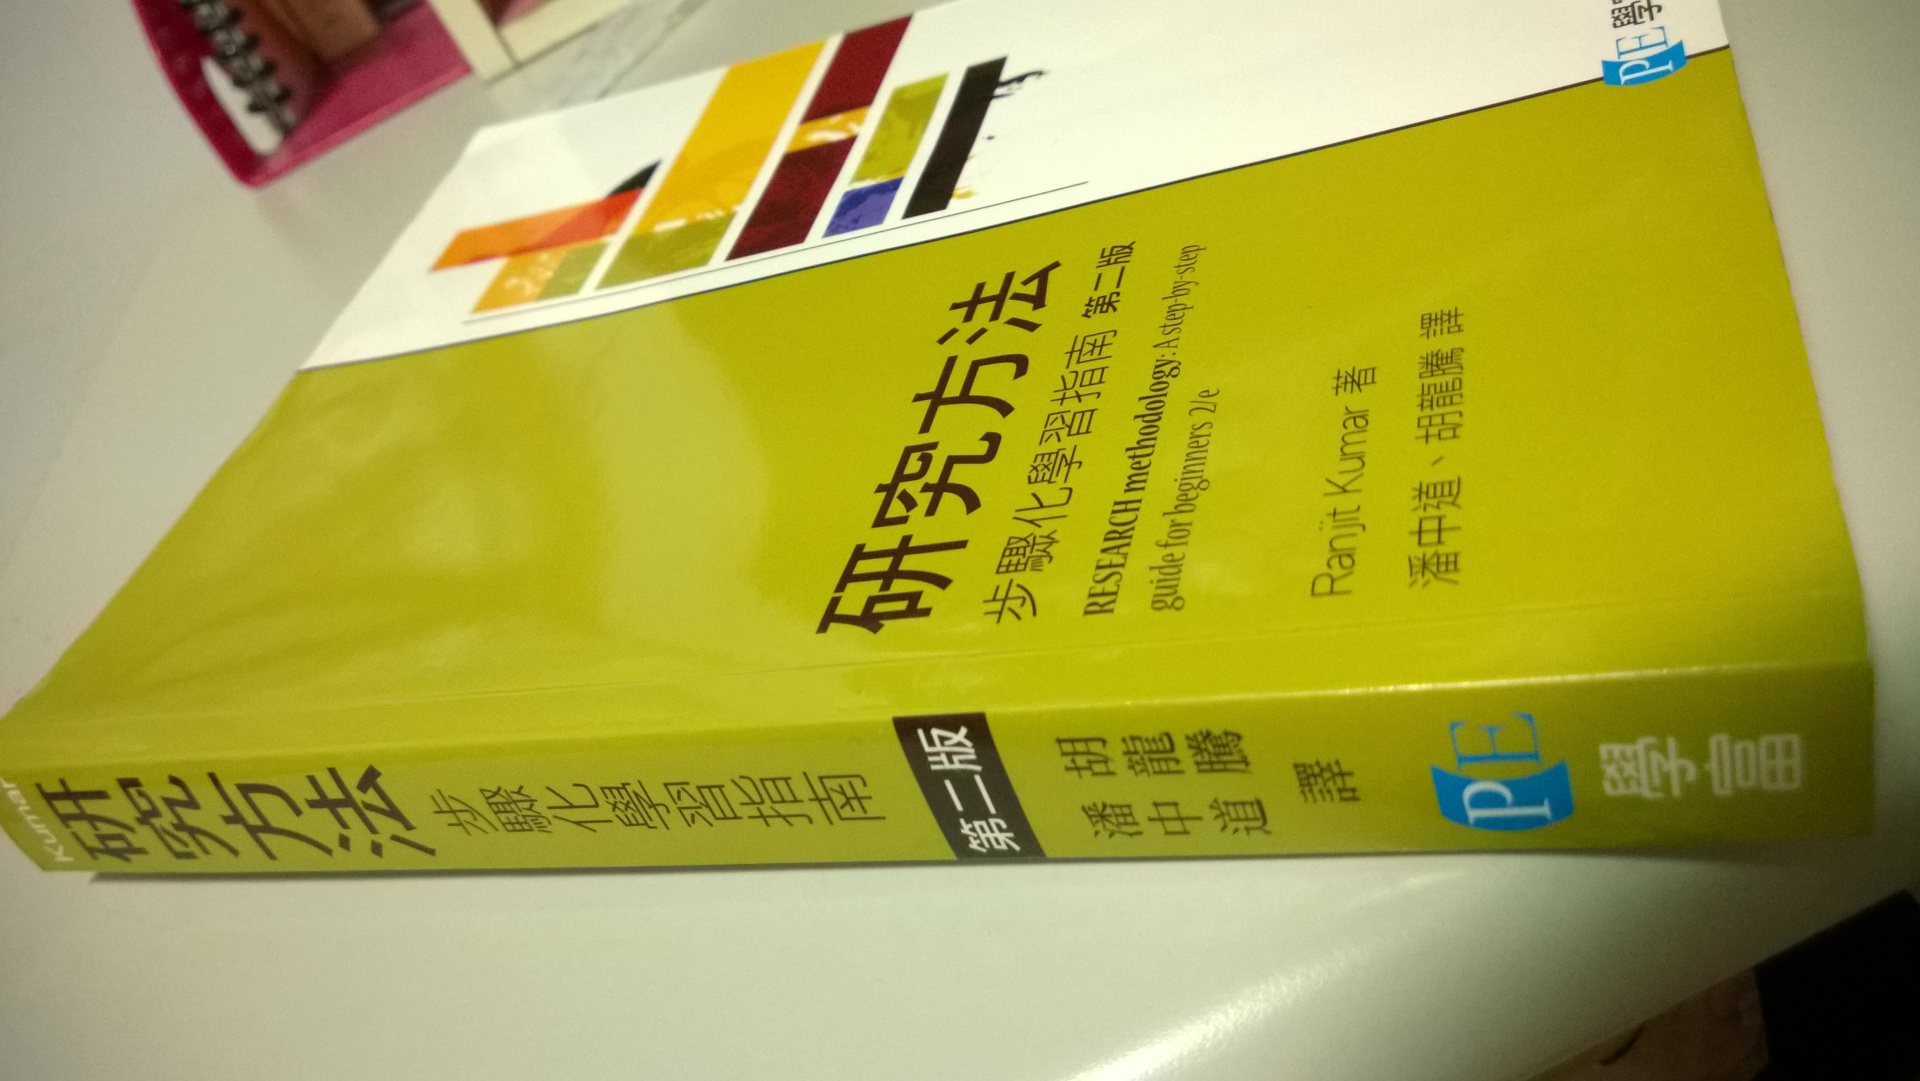 研究方法
步驟化學習指南 第二版
RESEARCH methodology: A step-by-step
guide for beginners 2/e
Ranjit Kumar 著
潘中道、胡龍騰 譯
PE 學
Kumar
研究方法
步驟化學習指南
第二版
胡龍騰
潘中道
譯
PE
學富